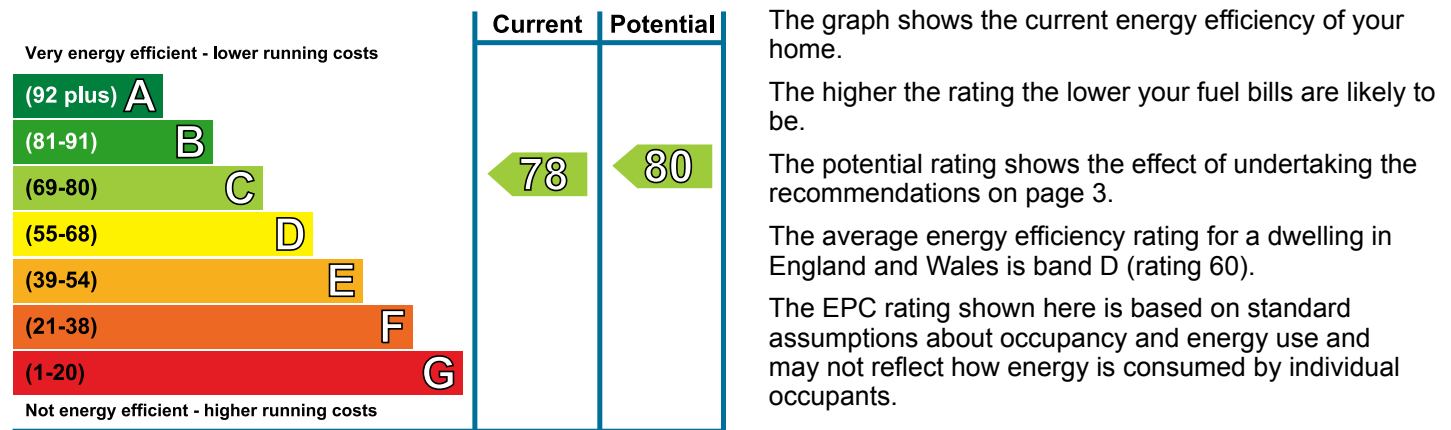 Current Potential
Very energy efficient - lower running costs
(92 plus) A
(81-91) B
(69-80) C
(55-68) D
(39-54) E
(21-38) F
(1-20) G
78
80
Not energy efficient - higher running costs
The graph shows the current energy efficiency of your
home.
The higher the rating the lower your fuel bills are likely to
be.
The potential rating shows the effect of undertaking the
recommendations on page 3.
The average energy efficiency rating for a dwelling in
England and Wales is band D (rating 60).
The EPC rating shown here is based on standard
assumptions about occupancy and energy use and
may not reflect how energy is consumed by individual
occupants.